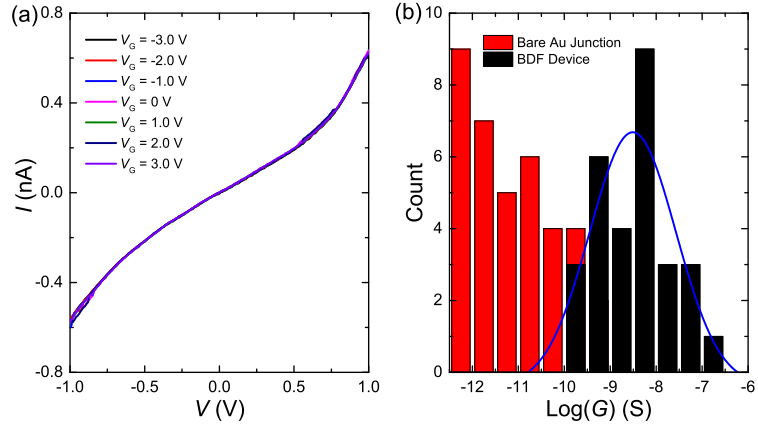 (a)
0.8
0.4
0.0
-0.4
-0.8
I (nA)
V_G = -3.0 V
V_G = -2.0 V
V_G = -1.0 V
V_G = 0 V
V_G = 1.0 V
V_G = 2.0 V
V_G = 3.0 V
-1.0 -0.5 0.0 0.5 1.0
V (V)
(b)
10
8
6
4
2
0
Count
Bare Au Junction
BDF Device
-12 -11 -10 -9 -8 -7 -6
Log(G) (S)